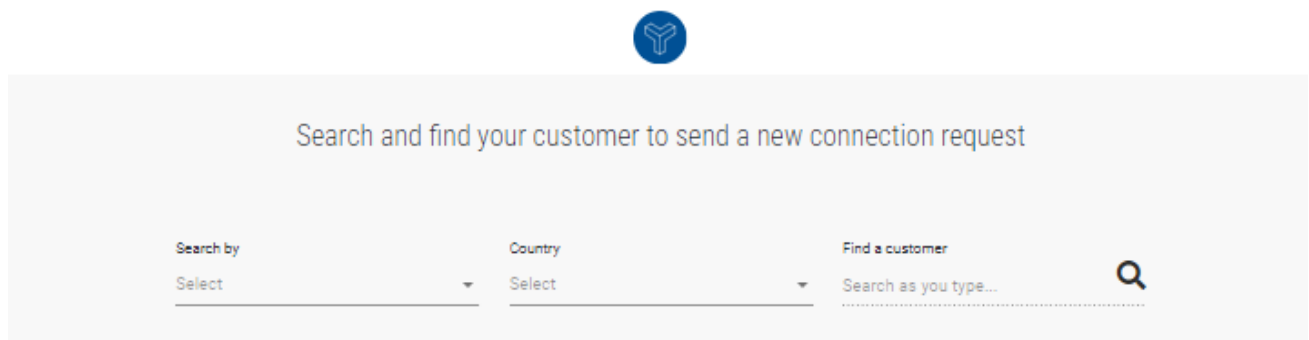 Search and find your customer to send a new connection request
Search by
Country
Find a customer
Select
Select
Search as you type...